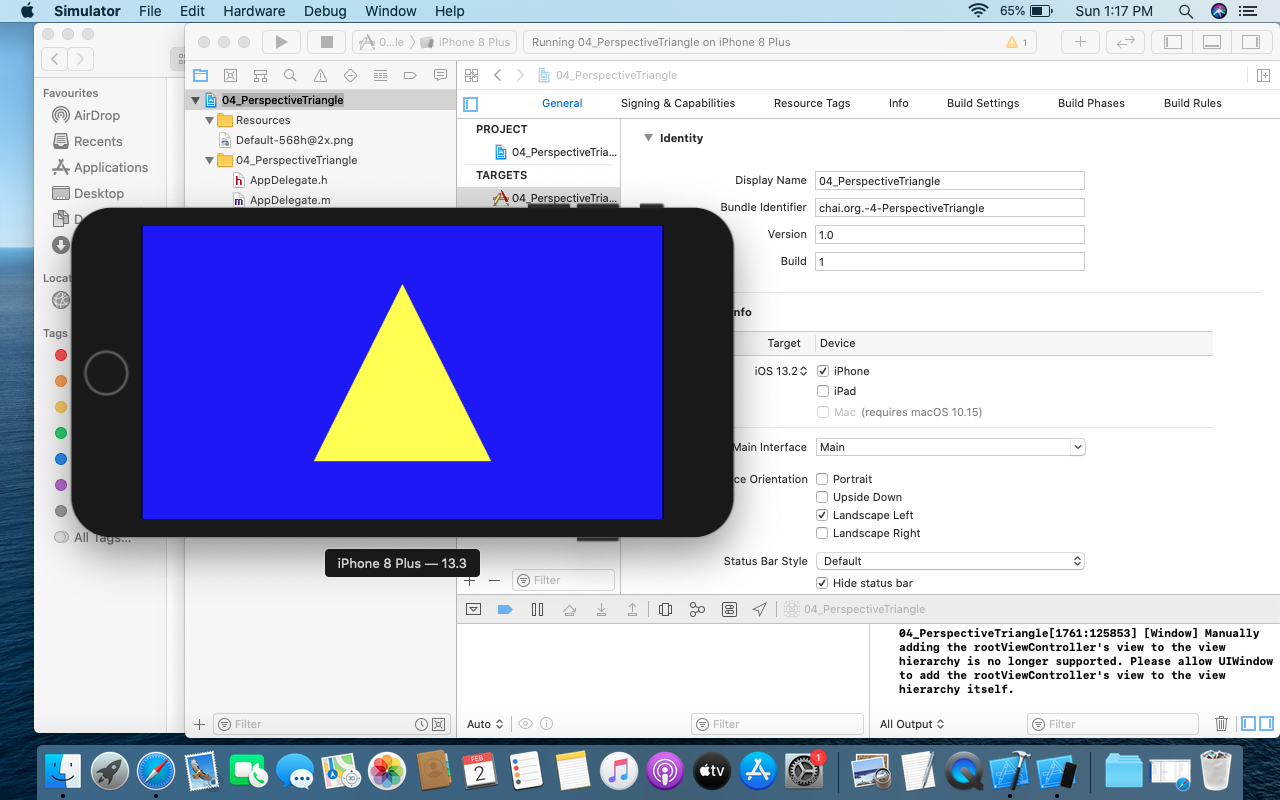 Simulator File Edit Hardware Debug Window Help 65% Sun 1:17 PM
0...le iPhone 8 Plus Running 04_PerspectiveTriangle on iPhone 8 Plus 1
04_PerspectiveTriangle
Favourites
AirDrop
Recents
Applications
Desktop
Locat
Tags
All Tags...
04_PerspectiveTriangle
Resources
Default-568h@2x.png
04_PerspectiveTriangle
h AppDelegate.h
m AppDelegate.m
General Signing & Capabilities Resource Tags Info Build Settings Build Phases Build Rules
PROJECT
04_PerspectiveTria...
TARGETS
04_PerspectiveTria...
Identity
Display Name 04_PerspectiveTriangle
Bundle Identifier chai.org.-4-PerspectiveTriangle
Version 1.0
Build 1
nfo
Target Device
iOS 13.2 iPhone
iPad
Mac (requires macOS 10.15)
Main Interface Main
ce Orientation Portrait
Upside Down
Landscape Left
Landscape Right
Status Bar Style Default
Hide status bar
iPhone 8 Plus — 13.3
Filter
04_PerspectiveTriangle
04_PerspectiveTriangle[1761:125853] [Window] Manually
adding the rootViewController's view to the view
hierarchy is no longer supported. Please allow UIWindow
to add the rootViewController's view to the view
hierarchy itself.
Filter
Auto
Filter
All Output
Filter
FEB
2
tv
1